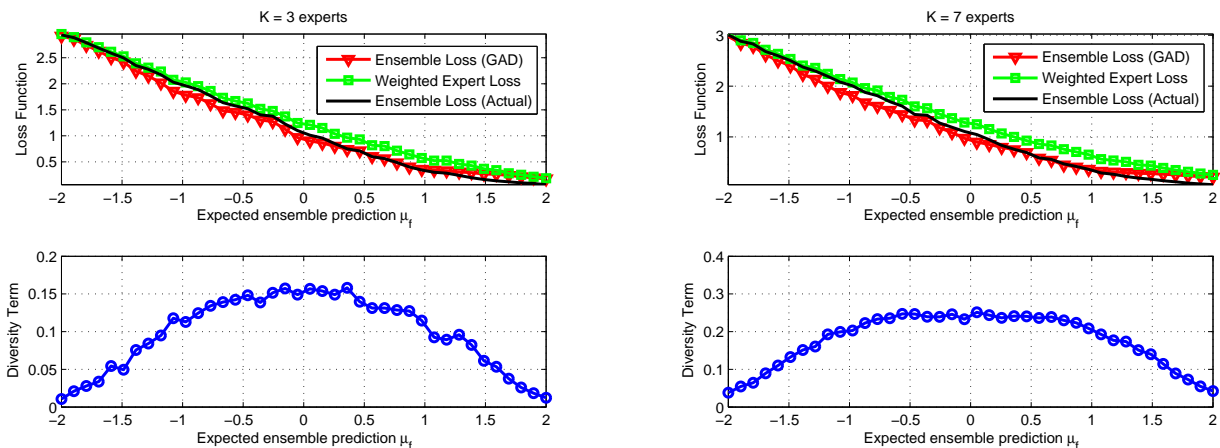 K = 3 experts
Loss Function
2.5
2
1.5
1
0.5
Ensemble Loss (GAD)
Weighted Expert Loss
Ensemble Loss (Actual)
−2 −1.5 −1 −0.5 0 0.5 1 1.5 2
Expected ensemble prediction μf
Diversity Term
0.2
0.15
0.1
0.05
0
−2 −1.5 −1 −0.5 0 0.5 1 1.5 2
Expected ensemble prediction μf
K = 7 experts
Loss Function
3
2
1
Ensemble Loss (GAD)
Weighted Expert Loss
Ensemble Loss (Actual)
−2 −1.5 −1 −0.5 0 0.5 1 1.5 2
Expected ensemble prediction μf
Diversity Term
0.4
0.3
0.2
0.1
0
−2 −1.5 −1 −0.5 0 0.5 1 1.5 2
Expected ensemble prediction μf